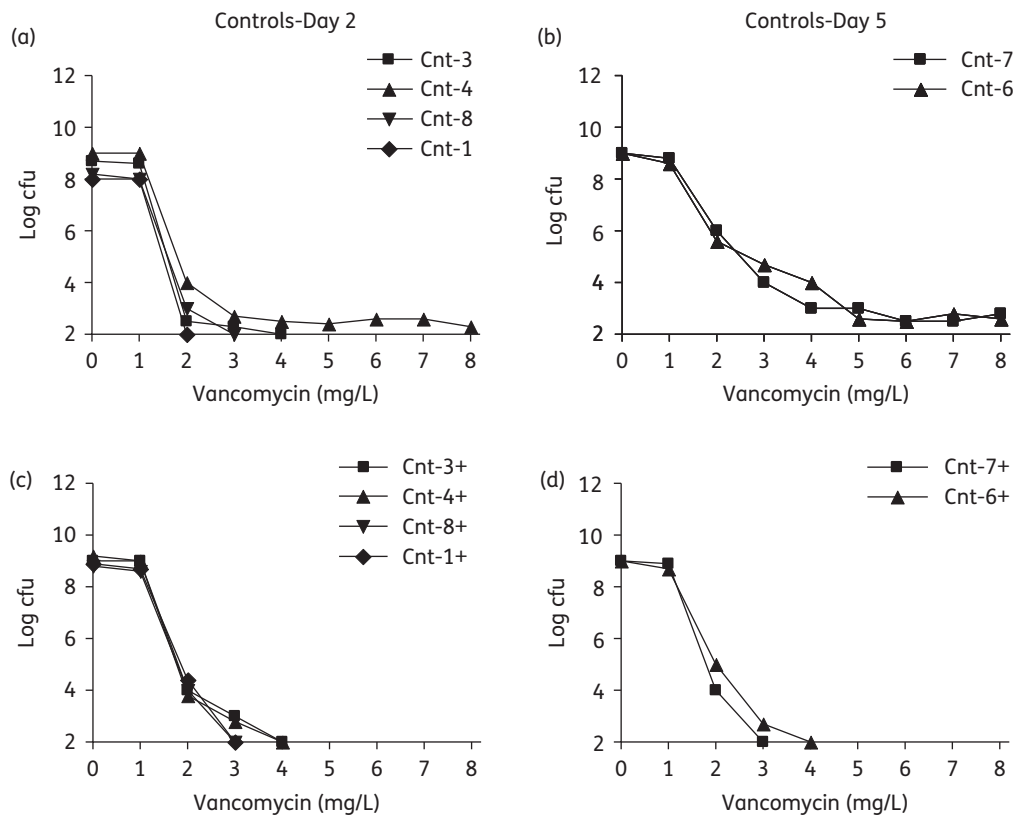 Controls-Day 2
(a)
Cnt-3
Cnt-4
Cnt-8
Cnt-1
12
10
8
6
4
2
Log cfu
0 1 2 3 4 5 6 7 8
Vancomycin (mg/L)
Controls-Day 5
(b)
Cnt-7
Cnt-6
12
10
8
6
4
2
Log cfu
0 1 2 3 4 5 6 7 8
Vancomycin (mg/L)
(c)
Cnt-3+
Cnt-4+
Cnt-8+
Cnt-1+
12
10
8
6
4
2
Log cfu
0 1 2 3 4 5 6 7 8
Vancomycin (mg/L)
(d)
Cnt-7+
Cnt-6+
12
10
8
6
4
2
Log cfu
0 1 2 3 4 5 6 7 8
Vancomycin (mg/L)